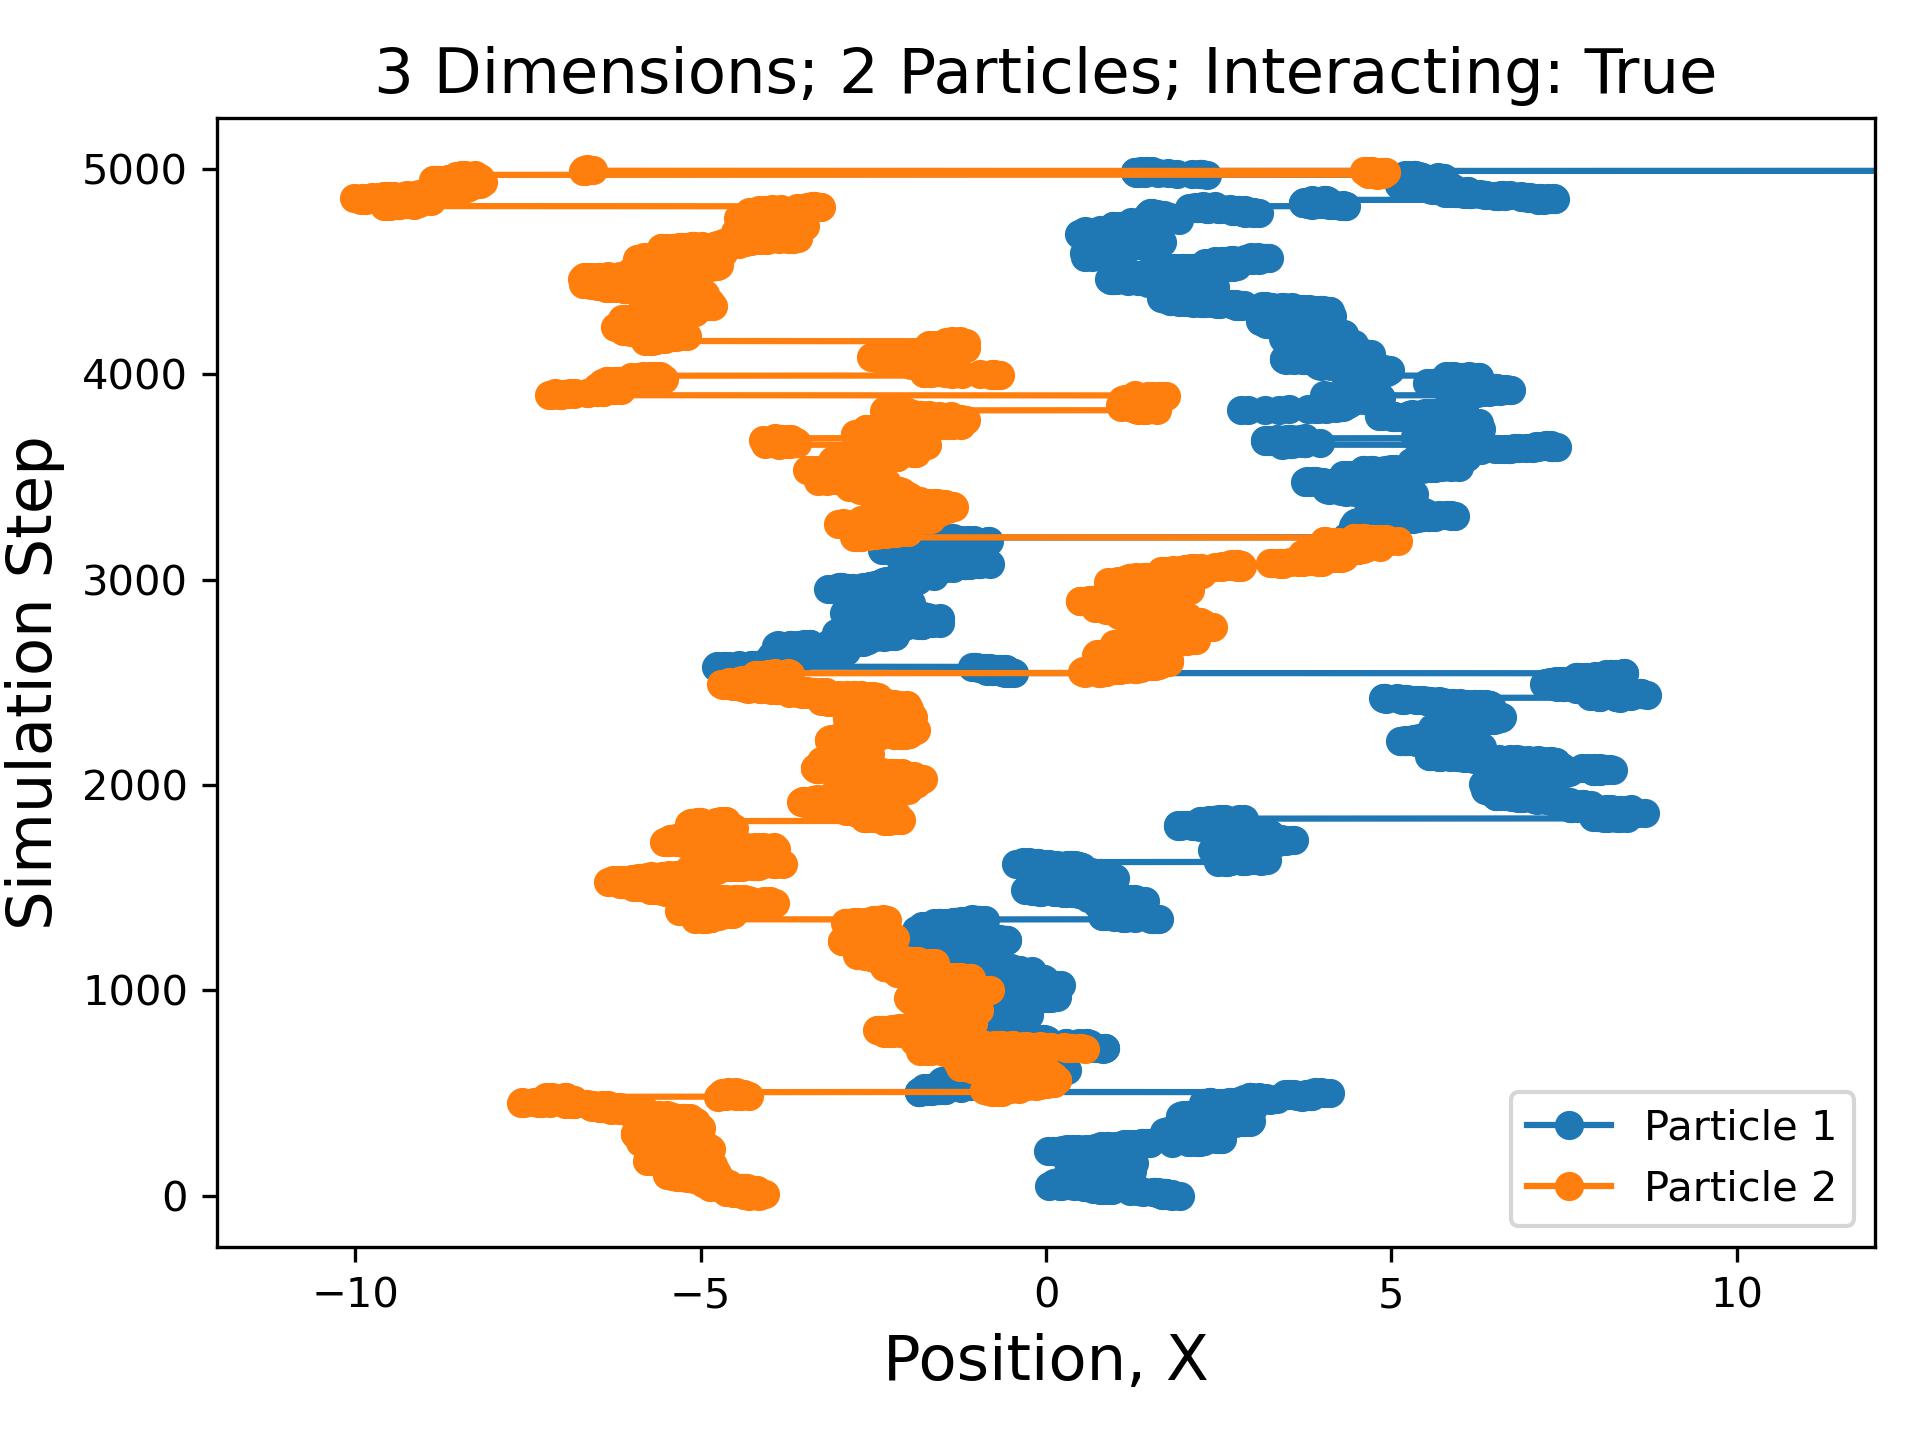 3 Dimensions; 2 Particles; Interacting: True
Simulation Step
5000
4000
3000
2000
1000
0
−10
−5
0
5
10
Position, X
Particle 1
Particle 2